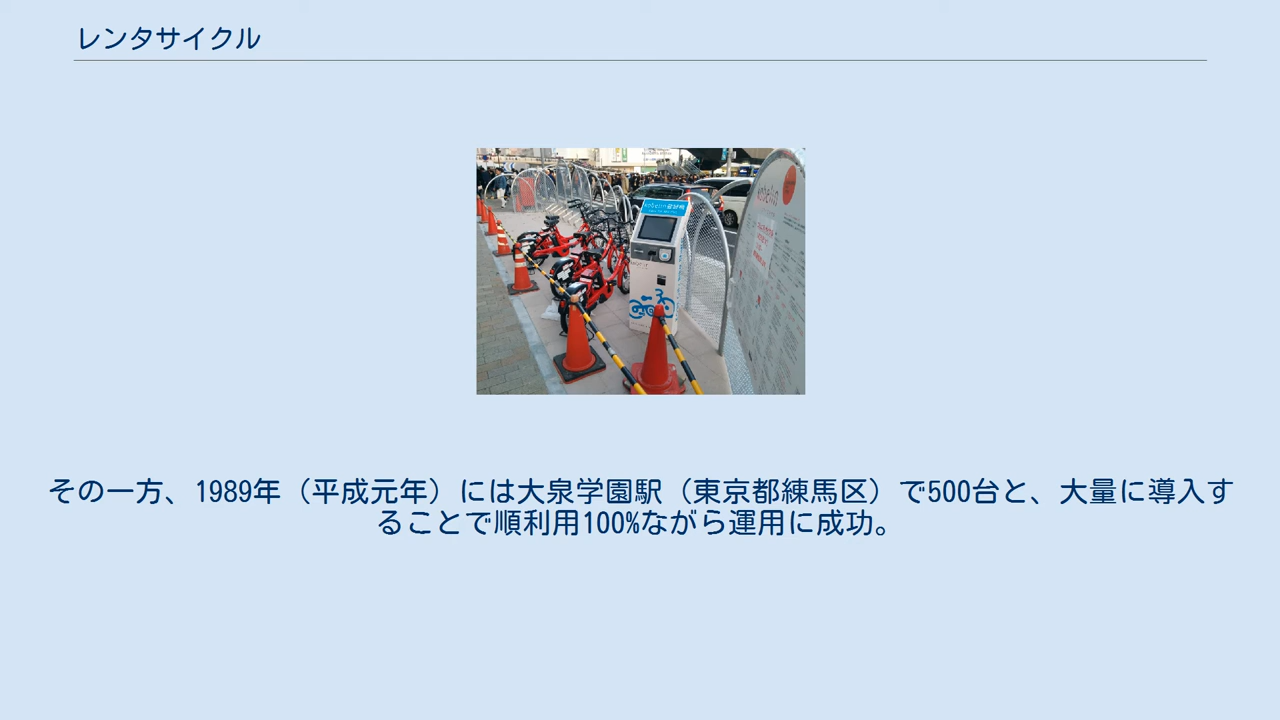 レンタサイクル
その一方、1989年（平成元年）には大泉学園駅（東京都練馬区）で500台と、大量に導入す
ることで順利用100%ながら運用に成功。